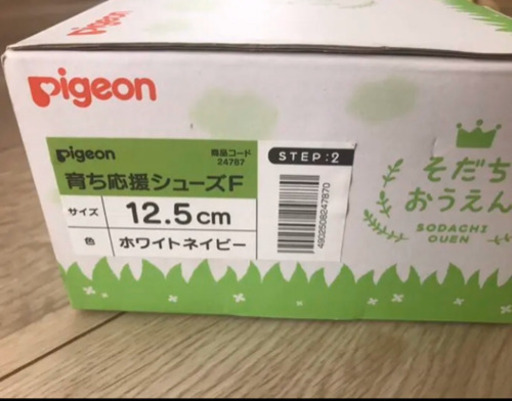 pigeon
pigeon
商品コード
24787
STEP:2
育ち応援シューズF
サイズ
12.5cm
色
ホワイトネイビー
4902508247870
そだち
おうえん
SODACHI
OUEN